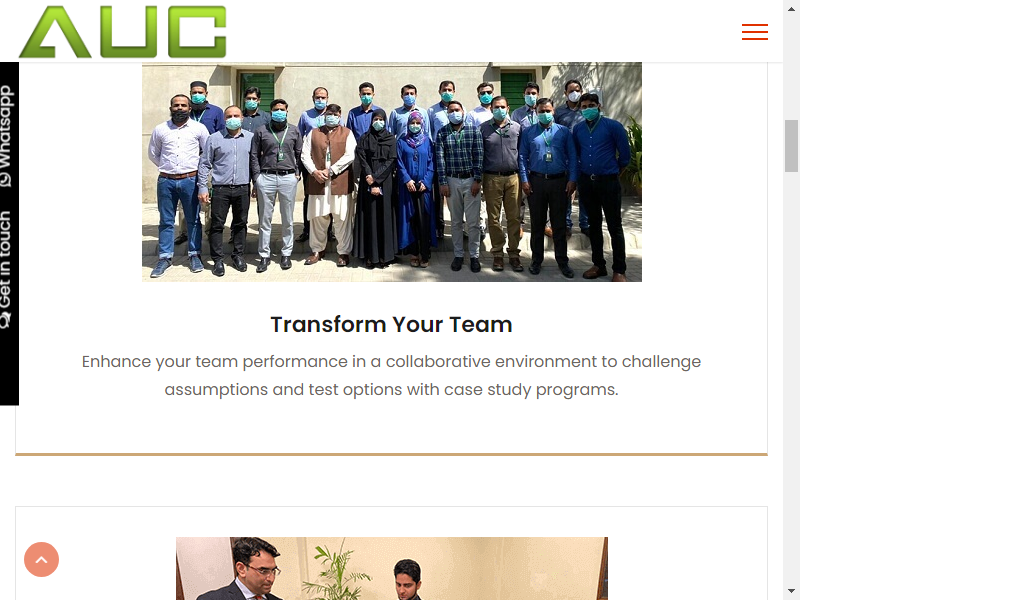 AUC
Whatsapp
Get in touch
Transform Your Team
Enhance your team performance in a collaborative environment to challenge
assumptions and test options with case study programs.